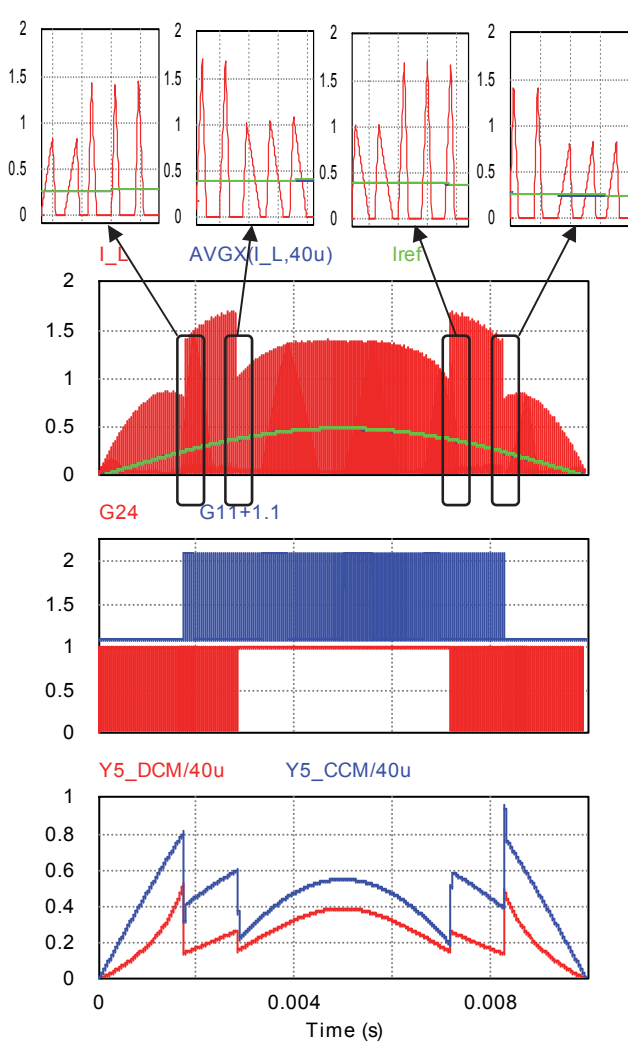 2 2 2 2
1.5 1.5 1.5 1.5
1 1 1 1
0.5 0.5 0.5 0.5
0 0 0 0
I_L AVGX(I_L,40u) Iref
2
1.5
1
0.5
0
G24 G11+1.1
2
1.5
1
0.5
0
Y5_DCM/40u Y5_CCM/40u
1
0.8
0.6
0.4
0.2
0
0 0.004 0.008
Time (s)